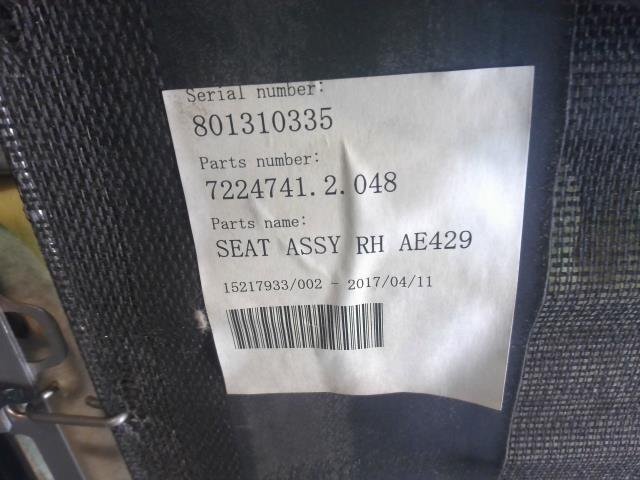 Serial number:
801310335
Parts number:
7224741.2.048
Parts name:
SEAT ASSY RH AE429
15217933/002 - 2017/04/11